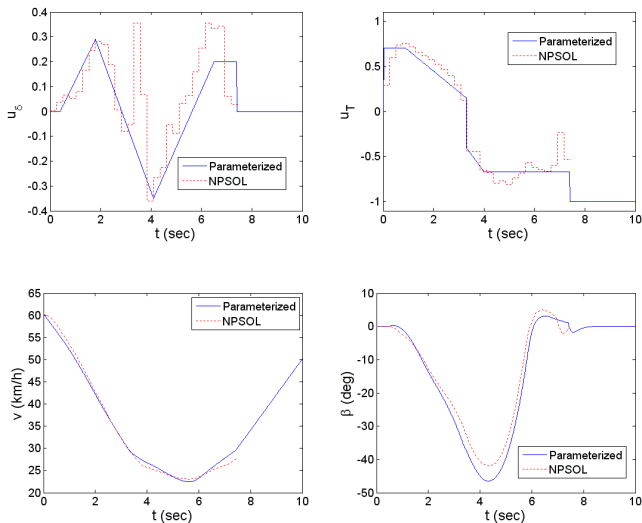 0.4
0.3
0.2
0.1
0
0.1
0.2
0.3
0.4
0 2 4 6 8 10
u δ
t (sec)
Parameterized
NPSOL
1
0.5
0
-0.5
-1
0 2 4 6 8 10
u T
t (sec)
Parameterized
NPSOL
65
60
55
50
45
40
35
30
25
20
0 2 4 6 8 10
v (km/h)
t (sec)
Parameterized
NPSOL
10
0
-10
-20
-30
-40
-50
0 2 4 6 8 10
β (deg)
t (sec)
Parameterized
NPSOL